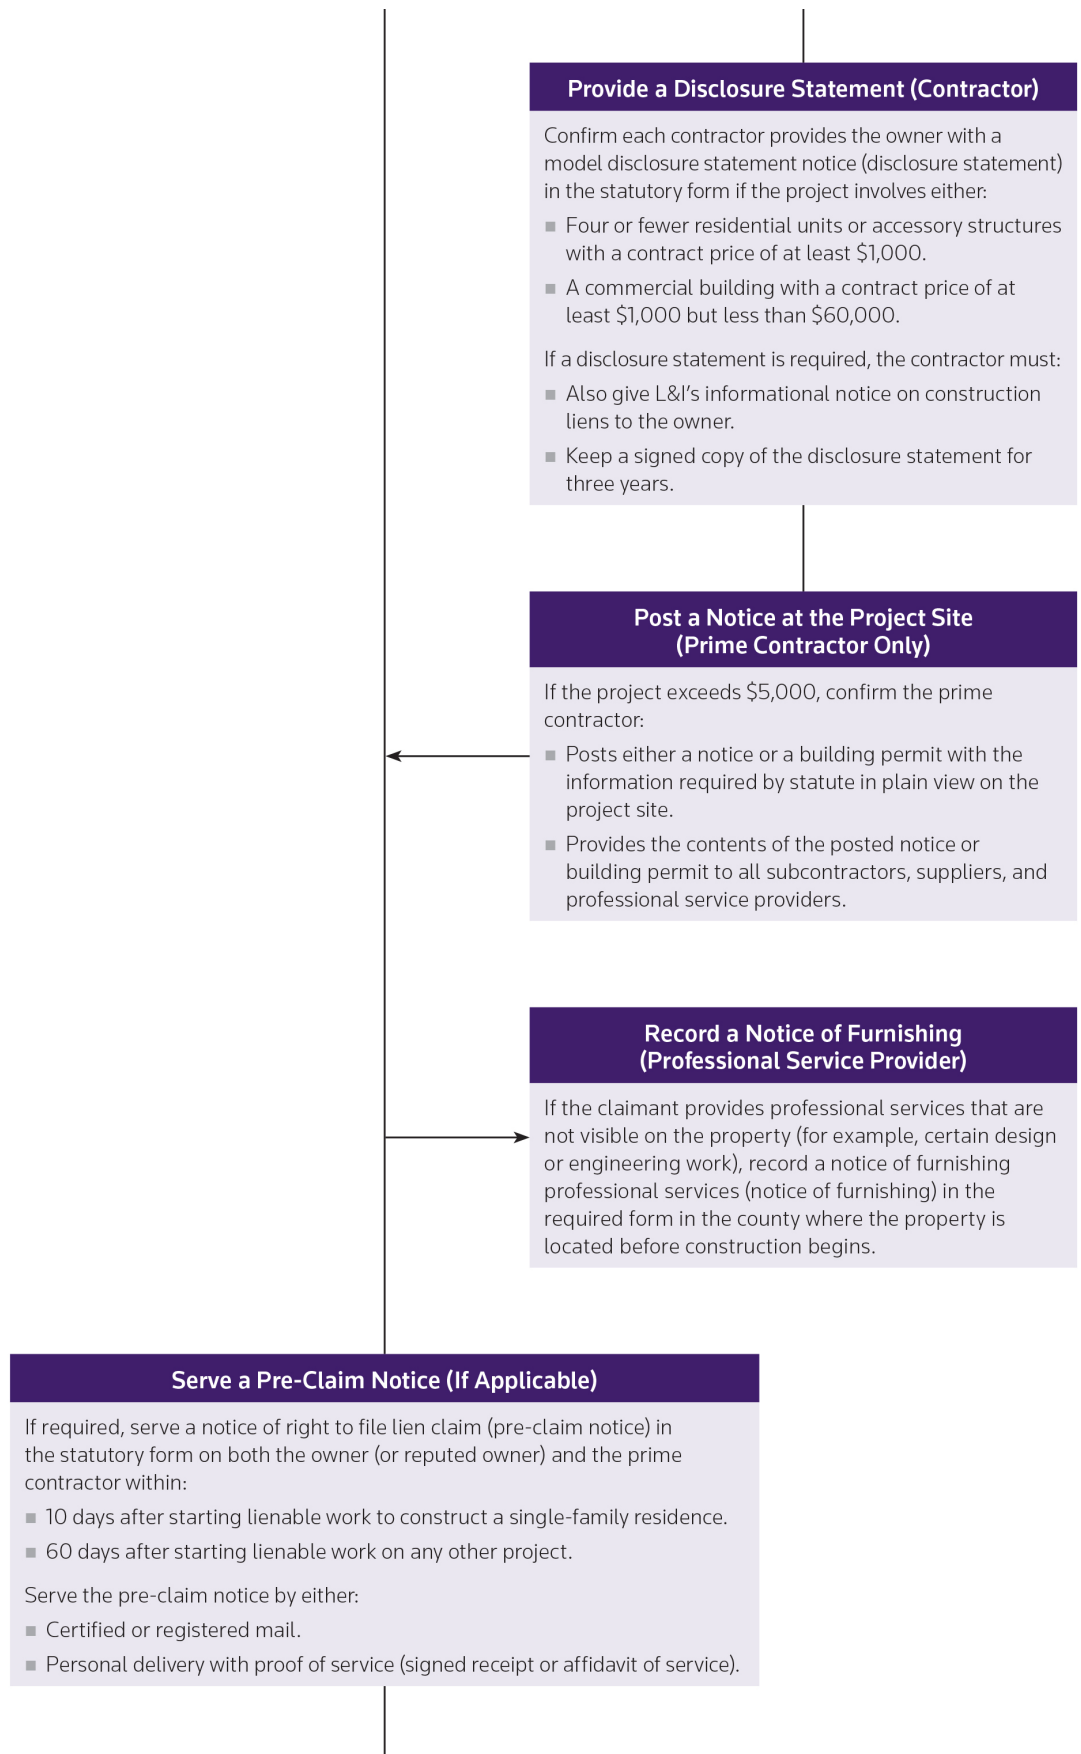 Provide a Disclosure Statement (Contractor)
Confirm each contractor provides the owner with a
model disclosure statement notice (disclosure statement)
in the statutory form if the project involves either:
■ Four or fewer residential units or accessory structures
with a contract price of at least $1,000.
■ A commercial building with a contract price of at
least $1,000 but less than $60,000.
If a disclosure statement is required, the contractor must:
■ Also give L&I’s informational notice on construction
liens to the owner.
■ Keep a signed copy of the disclosure statement for
three years.
Post a Notice at the Project Site
(Prime Contractor Only)
If the project exceeds $5,000, confirm the prime
contractor:
■ Posts either a notice or a building permit with the
information required by statute in plain view on the
project site.
■ Provides the contents of the posted notice or
building permit to all subcontractors, suppliers, and
professional service providers.
Record a Notice of Furnishing
(Professional Service Provider)
If the claimant provides professional services that are
not visible on the property (for example, certain design
or engineering work), record a notice of furnishing
professional services (notice of furnishing) in the
required form in the county where the property is
located before construction begins.
Serve a Pre-Claim Notice (If Applicable)
If required, serve a notice of right to file lien claim (pre-claim notice) in
the statutory form on both the owner (or reputed owner) and the prime
contractor within:
■ 10 days after starting lienable work to construct a single-family residence.
■ 60 days after starting lienable work on any other project.
Serve the pre-claim notice by either:
■ Certified or registered mail.
■ Personal delivery with proof of service (signed receipt or affidavit of service).